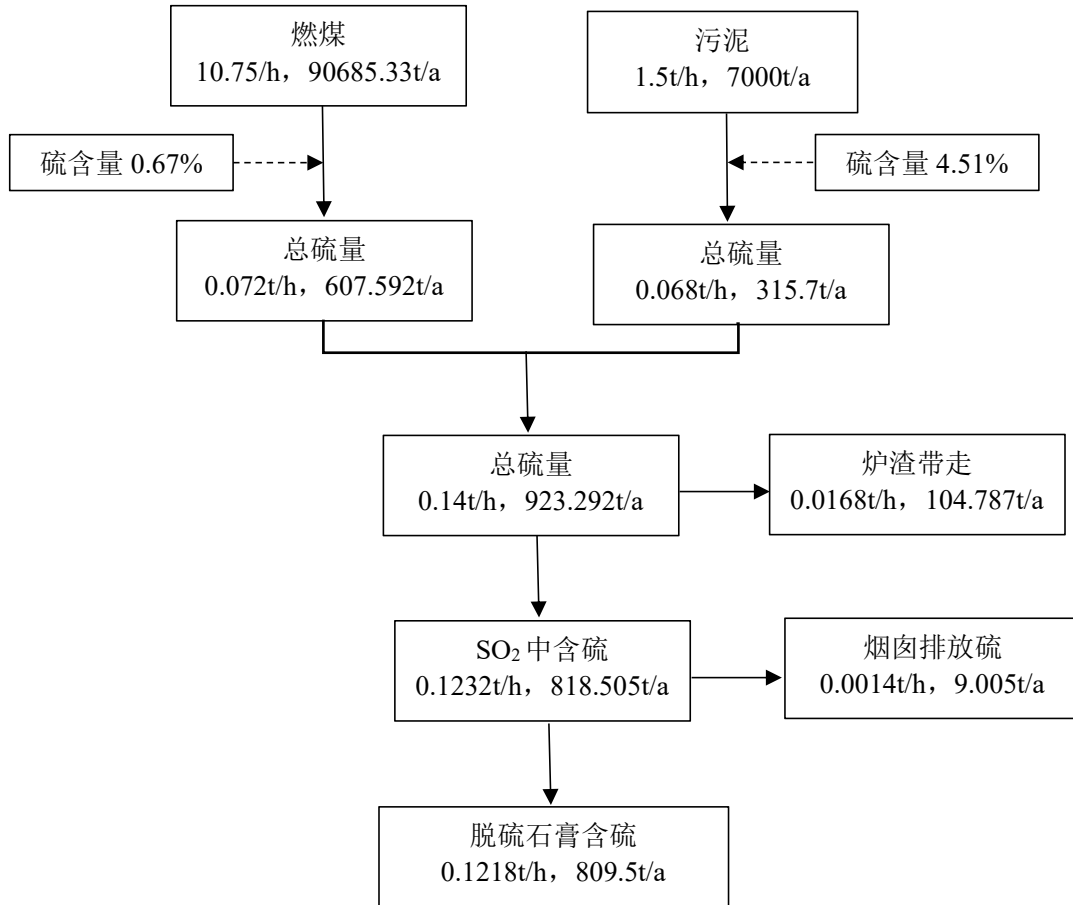 燃煤
10.75/h，90685.33t/a
污泥
1.5t/h，7000t/a
硫含量 0.67%
硫含量 4.51%
总硫量
0.072t/h，607.592t/a
总硫量
0.068t/h，315.7t/a
总硫量
0.14t/h，923.292t/a
炉渣带走
0.0168t/h，104.787t/a
SO₂中含硫
0.1232t/h，818.505t/a
烟囱排放硫
0.0014t/h，9.005t/a
脱硫石膏含硫
0.1218t/h，809.5t/a